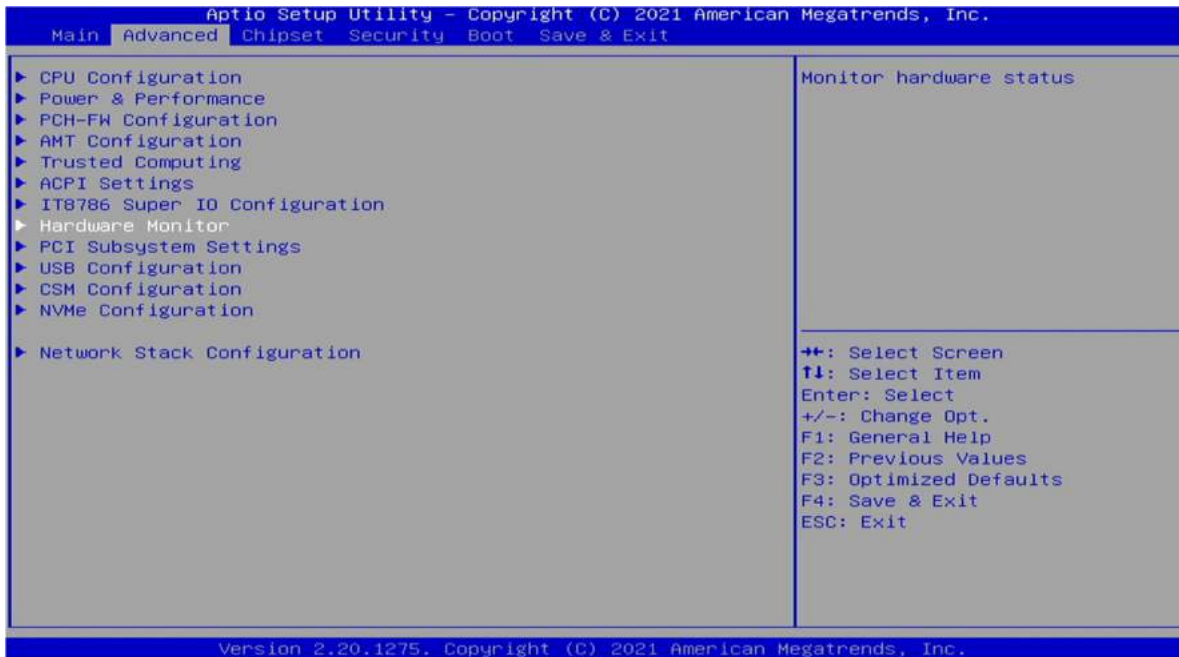 Aptio Setup Utility – Copyright (C) 2021 American Megatrends, Inc.
Main Advanced Chipset Security Boot Save & Exit
▶ CPU Configuration
▶ Power & Performance
▶ PCH-FW Configuration
▶ AMT Configuration
▶ Trusted Computing
▶ ACPI Settings
▶ IT8786 Super IO Configuration
▶ Hardware Monitor
▶ PCI Subsystem Settings
▶ USB Configuration
▶ CSM Configuration
▶ NVMe Configuration
▶ Network Stack Configuration
Monitor hardware status
→←: Select Screen
↑↓: Select Item
Enter: Select
+/-: Change Opt.
F1: General Help
F2: Previous Values
F3: Optimized Defaults
F4: Save & Exit
ESC: Exit
Version 2.20.1275. Copyright (C) 2021 American Megatrends, Inc.